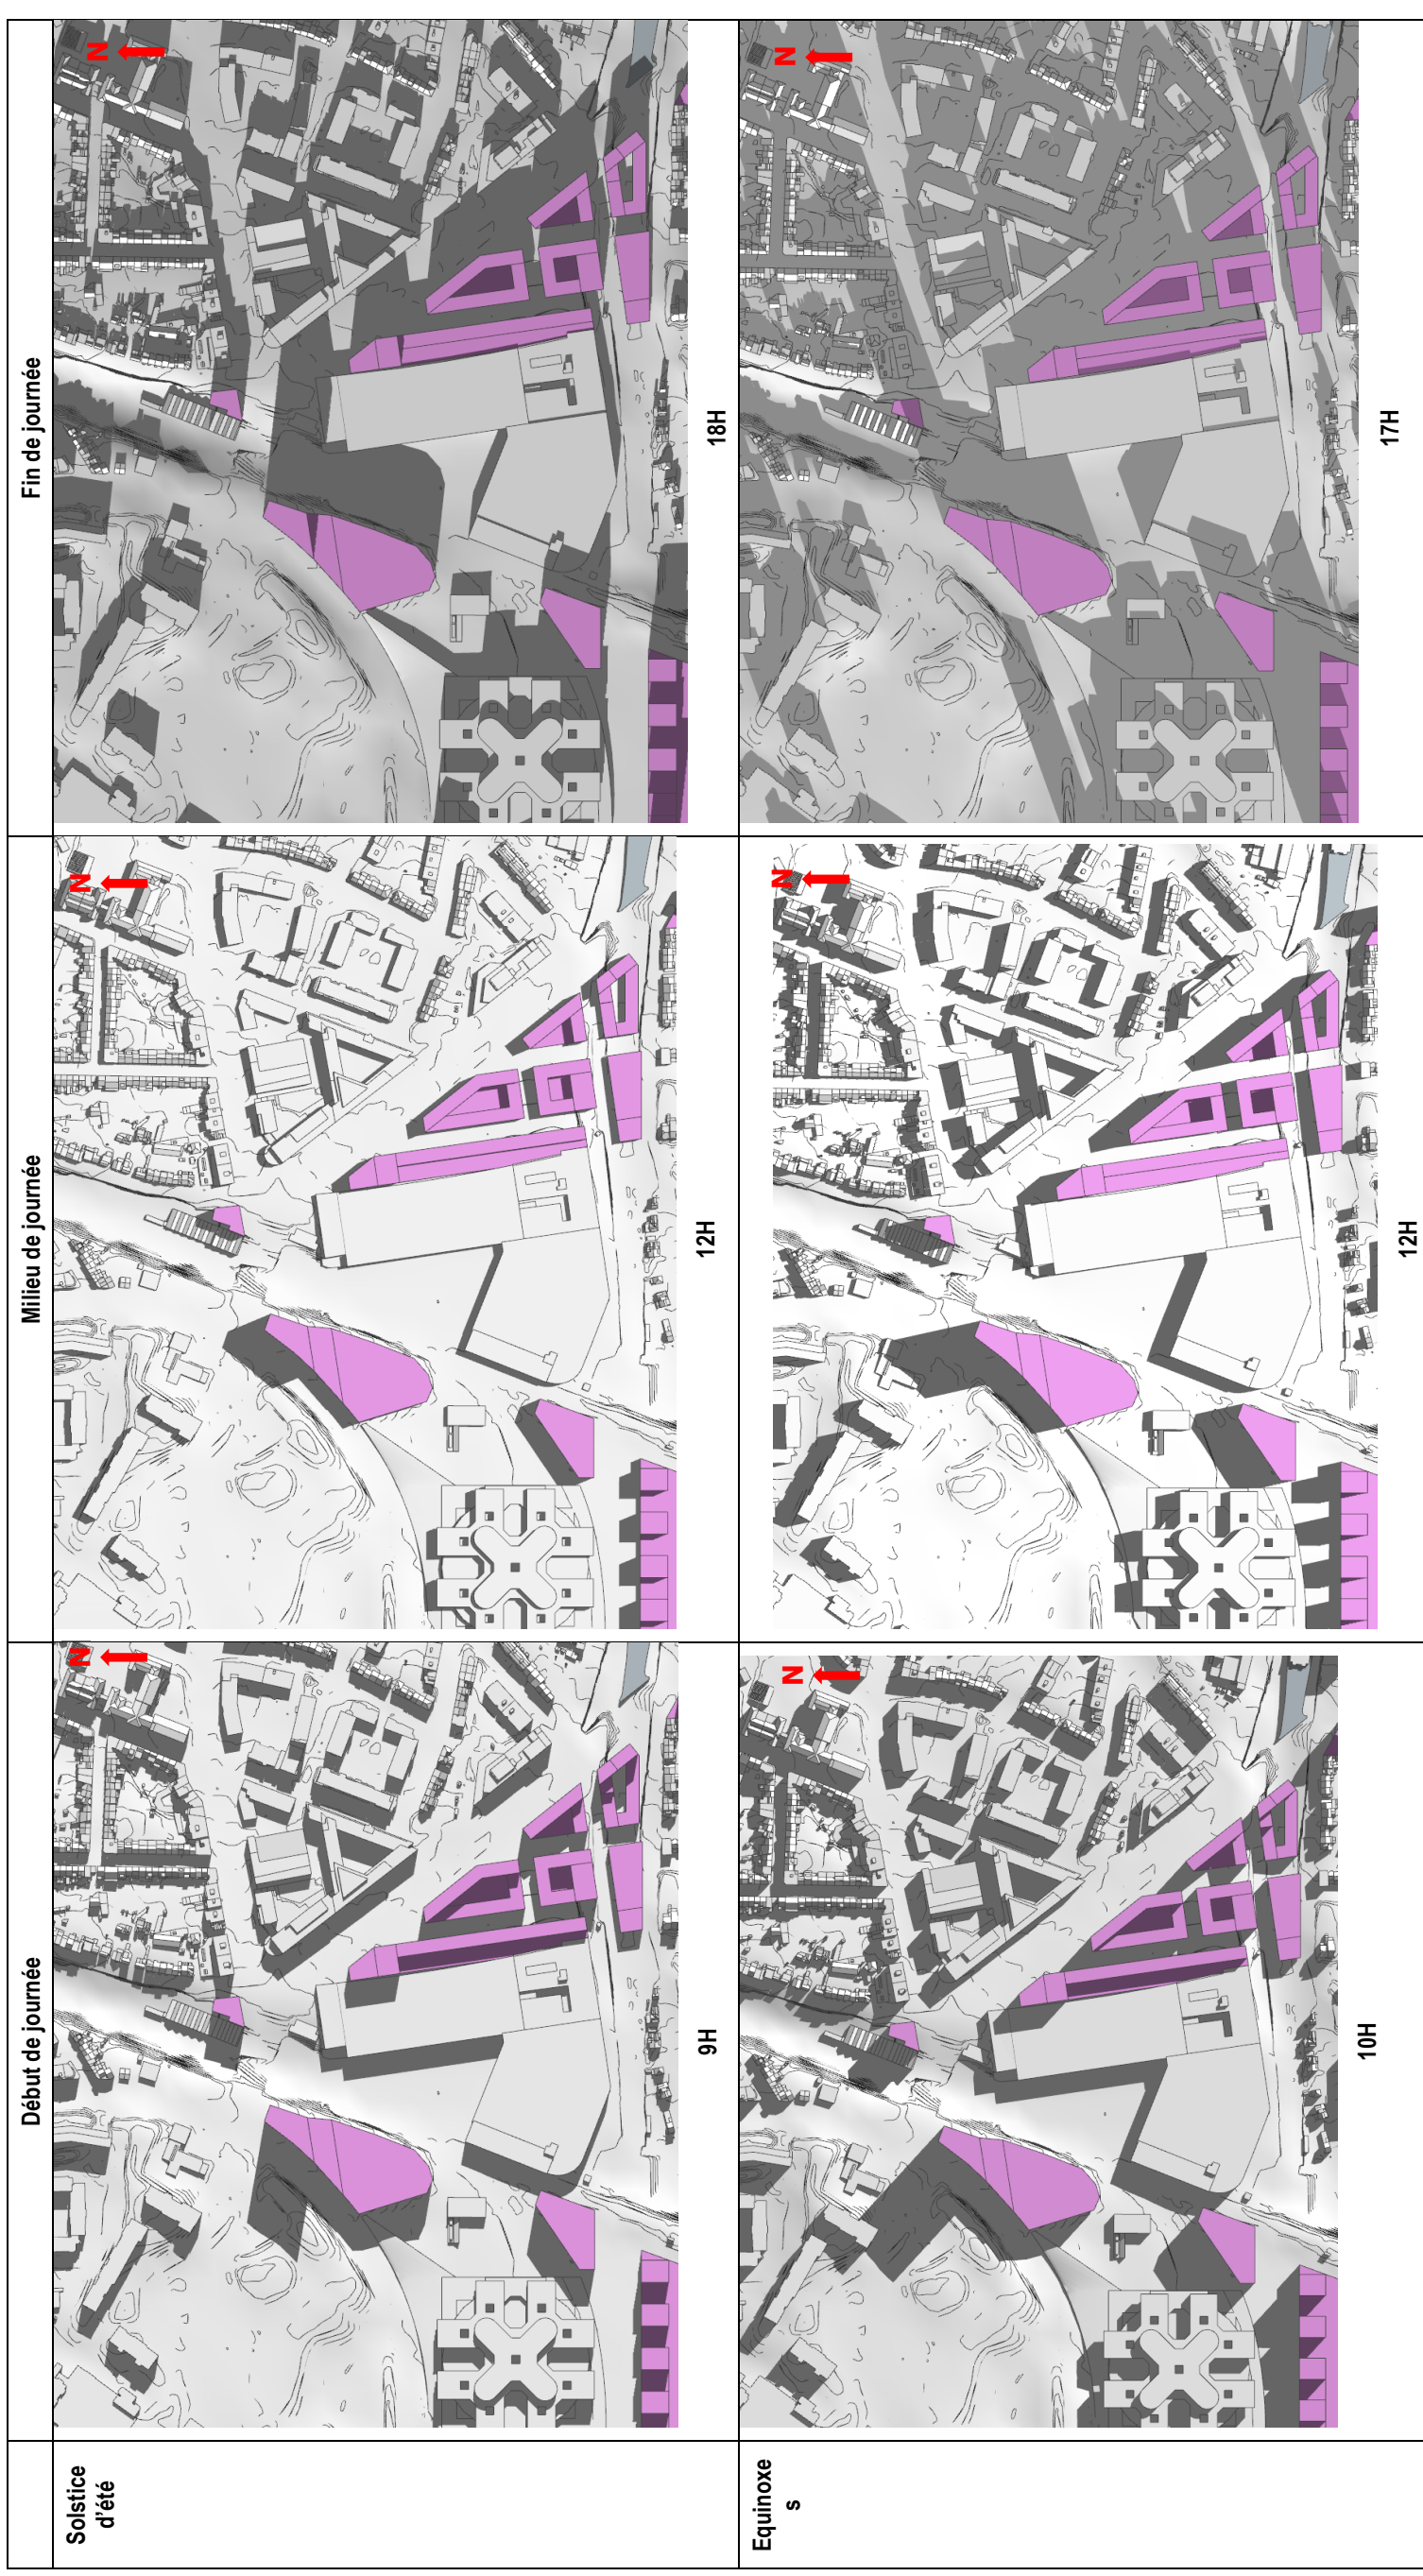 Début de journée
Milieu de journée
Fin de journée
Solstice
d'été
N
N
N
9H
12H
18H
Equinoxe
s
N
N
N
10H
12H
17H